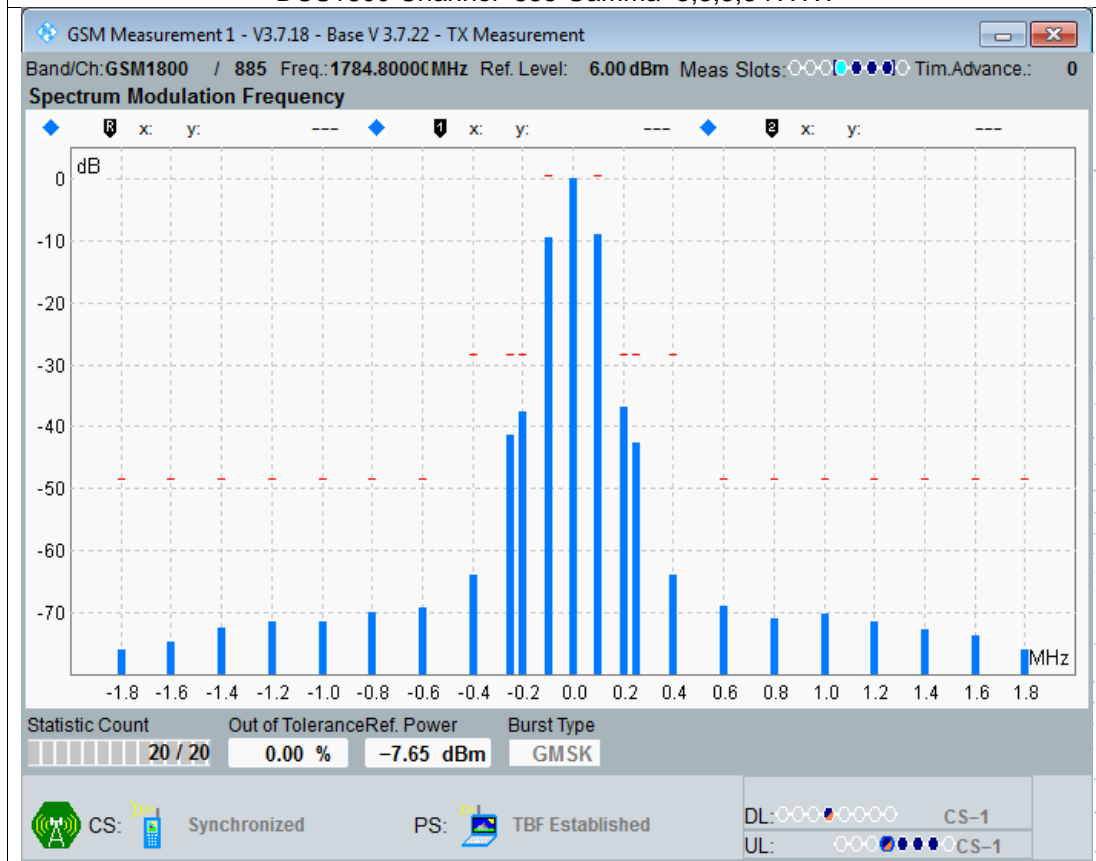 GSM Measurement 1 - V3.7.18 - Base V 3.7.22 - TX Measurement
Band/Ch:GSM1800 / 885 Freq.:1784.80000MHz Ref. Level: 6.00 dBm Meas Slots: Tim.Advance.: 0
Spectrum Modulation Frequency
R x: y: --- 1 x: y: --- 2 x: y: ---
dB
0
-10
-20
-30
-40
-50
-60
-70
MHz
-1.8 -1.6 -1.4 -1.2 -1.0 -0.8 -0.6 -0.4 -0.2 0.0 0.2 0.4 0.6 0.8 1.0 1.2 1.4 1.6 1.8
Statistic Count Out of Tolerance Ref. Power Burst Type
20 / 20 0.00 % −7.65 dBm GMSK
CS: Synchronized PS: TBF Established
DL: CS−1
UL: CS−1